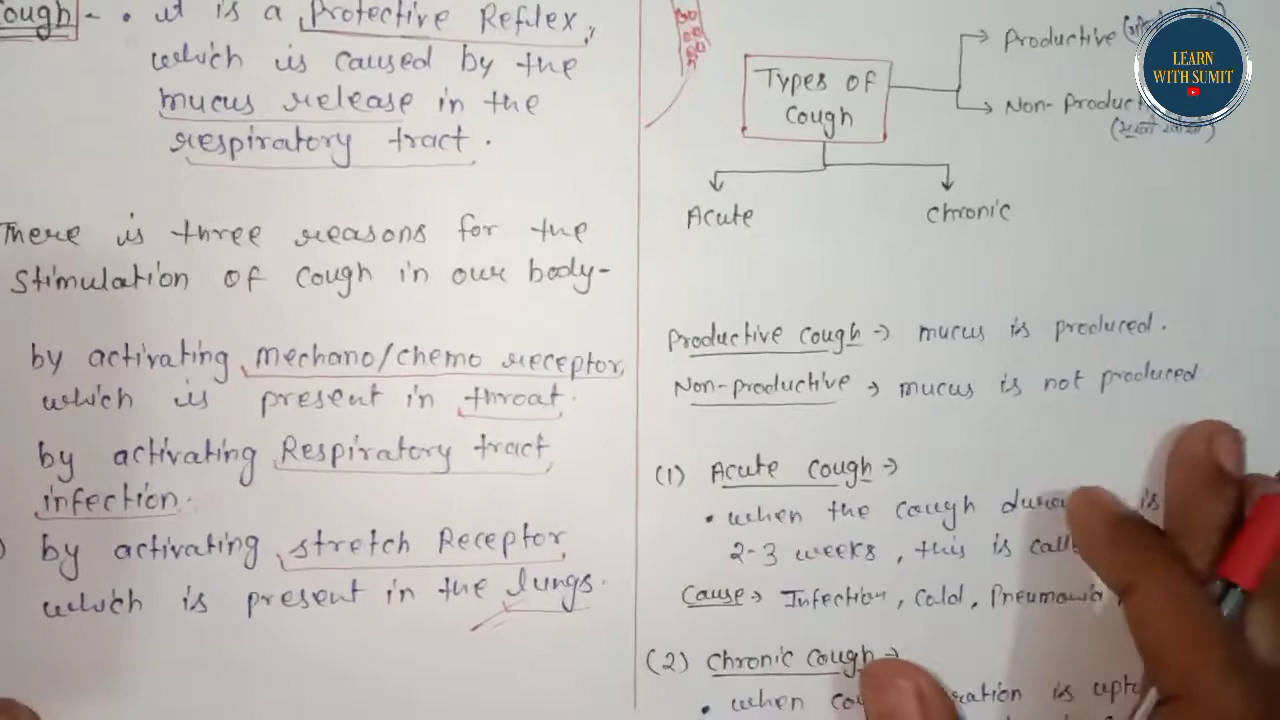 Cough - • It is a Protective Reflex,
which is caused by the
mucus release in the
respiratory tract.
There is three reasons for the
Stimulation of Cough in our body-
by activating Mechano/chemo receptor,
which is present in throat.
by activating Respiratory tract
infection.
) by activating stretch Receptor,
which is present in the lungs.
Types of
Cough
Productive
Non-Product
Acute
Chronic
Productive cough → mucus is produced.
Non-productive → mucus is not produced
(1) Acute cough →
• when the cough is
2-3 weeks, this is
Cause → Infection, Cold, Pneumonia,
(2) Chronic Cough →
• when is upto
LEARN
WITH SUMIT